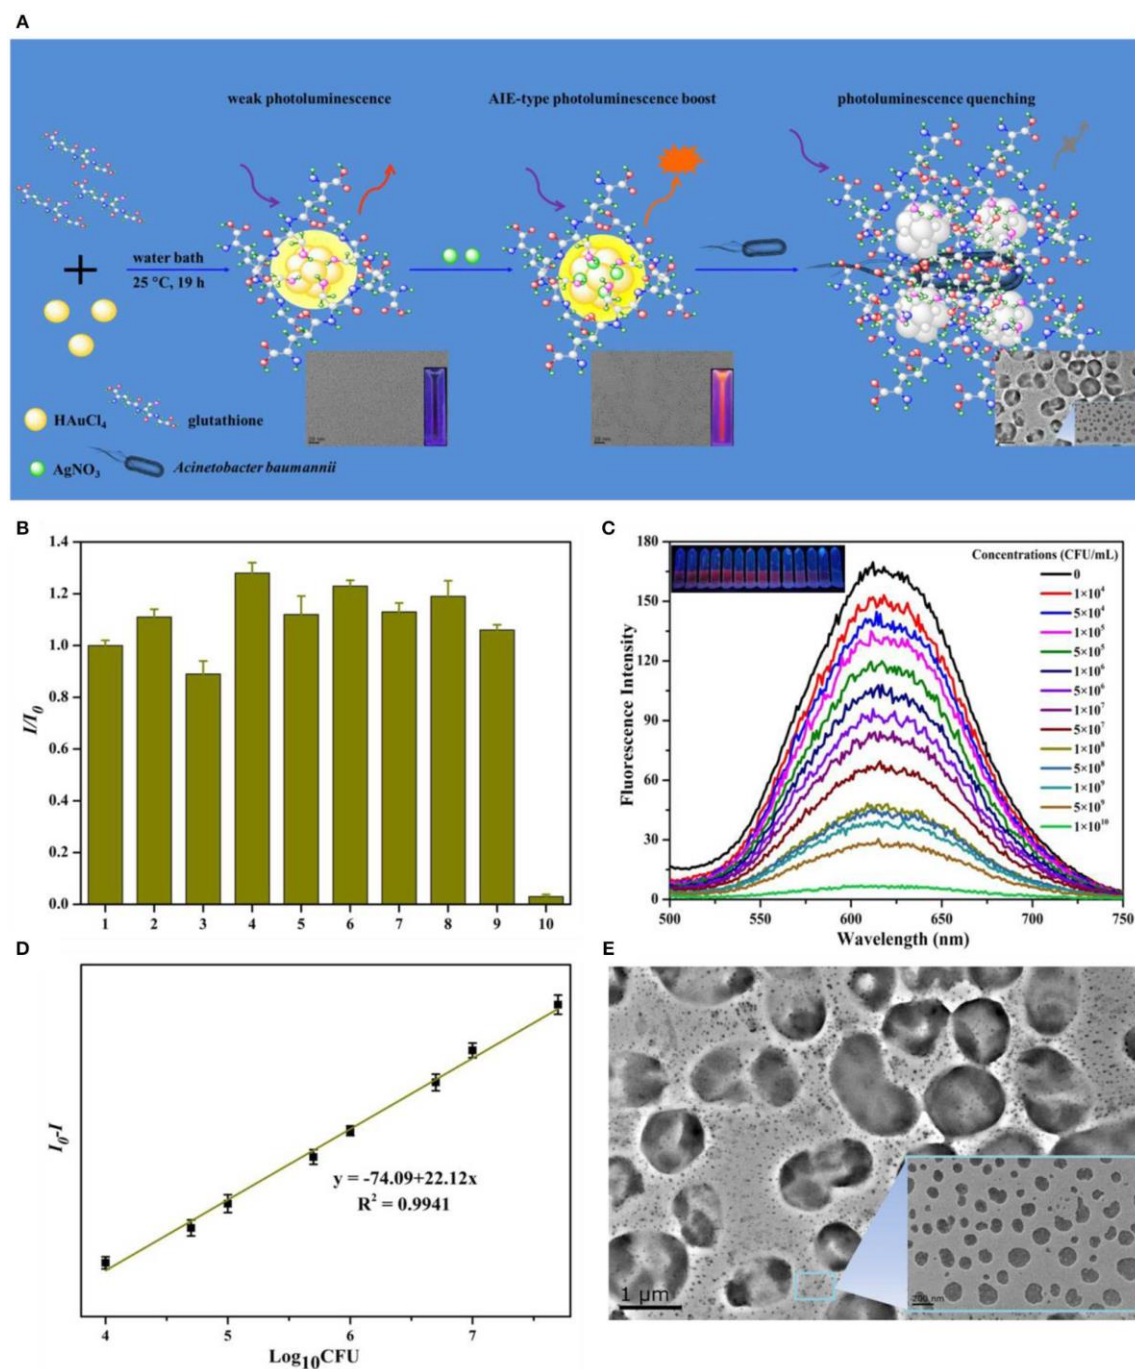 A
weak photoluminescence
AIE-type photoluminescence boost
photoluminescence quenching
water bath
25 °C, 19 h
HAuCl₄
glutathione
AgNO₃
Acinetobacter baumannii
B
I/I₀
1.4
1.2
1.0
0.8
0.6
0.4
0.2
0.0
1 2 3 4 5 6 7 8 9 10
C
Fluorescence Intensity
180
150
120
90
60
30
0
500 550 600 650 700 750
Wavelength (nm)
Concentrations (CFU/mL)
0
1×10⁴
5×10⁴
1×10⁵
5×10⁵
1×10⁶
5×10⁶
1×10⁷
5×10⁷
1×10⁸
5×10⁸
1×10⁹
5×10⁹
1×10¹⁰
D
I₀-I
y = -74.09+22.12x
R² = 0.9941
4 5 6 7
Log₁₀CFU
E
1 µm
200 nm